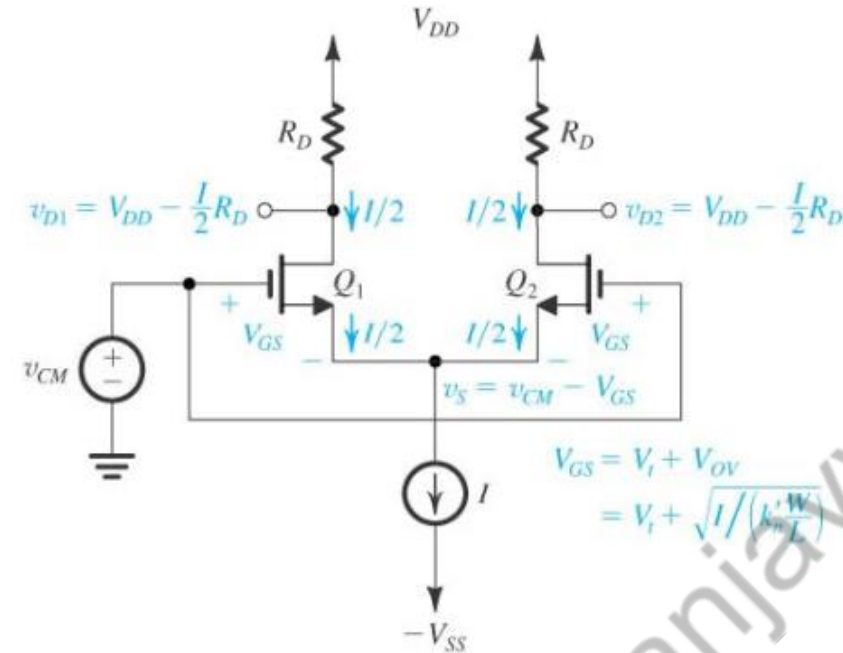 V_DD
R_D R_D
v_D1 = V_DD − I/2 R_D I/2 I/2 v_D2 = V_DD − I/2 R_D
Q_1 Q_2
+ V_GS − I/2 I/2 + V_GS −
v_CM + −
v_S = v_CM − V_GS
V_GS = V_t + V_OV
I = V_t + √(I/(k'_n W/L))
−V_SS